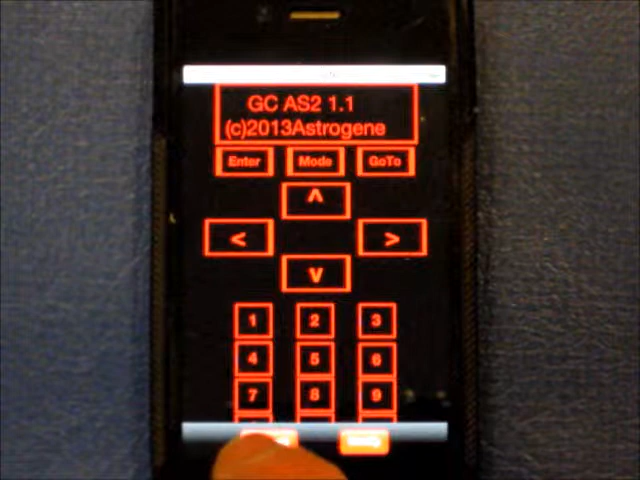 GC AS2 1.1
(c)2013Astrogene
Enter Mode GoTo
^
< >
v
1 2 3
4 5 6
7 8 9